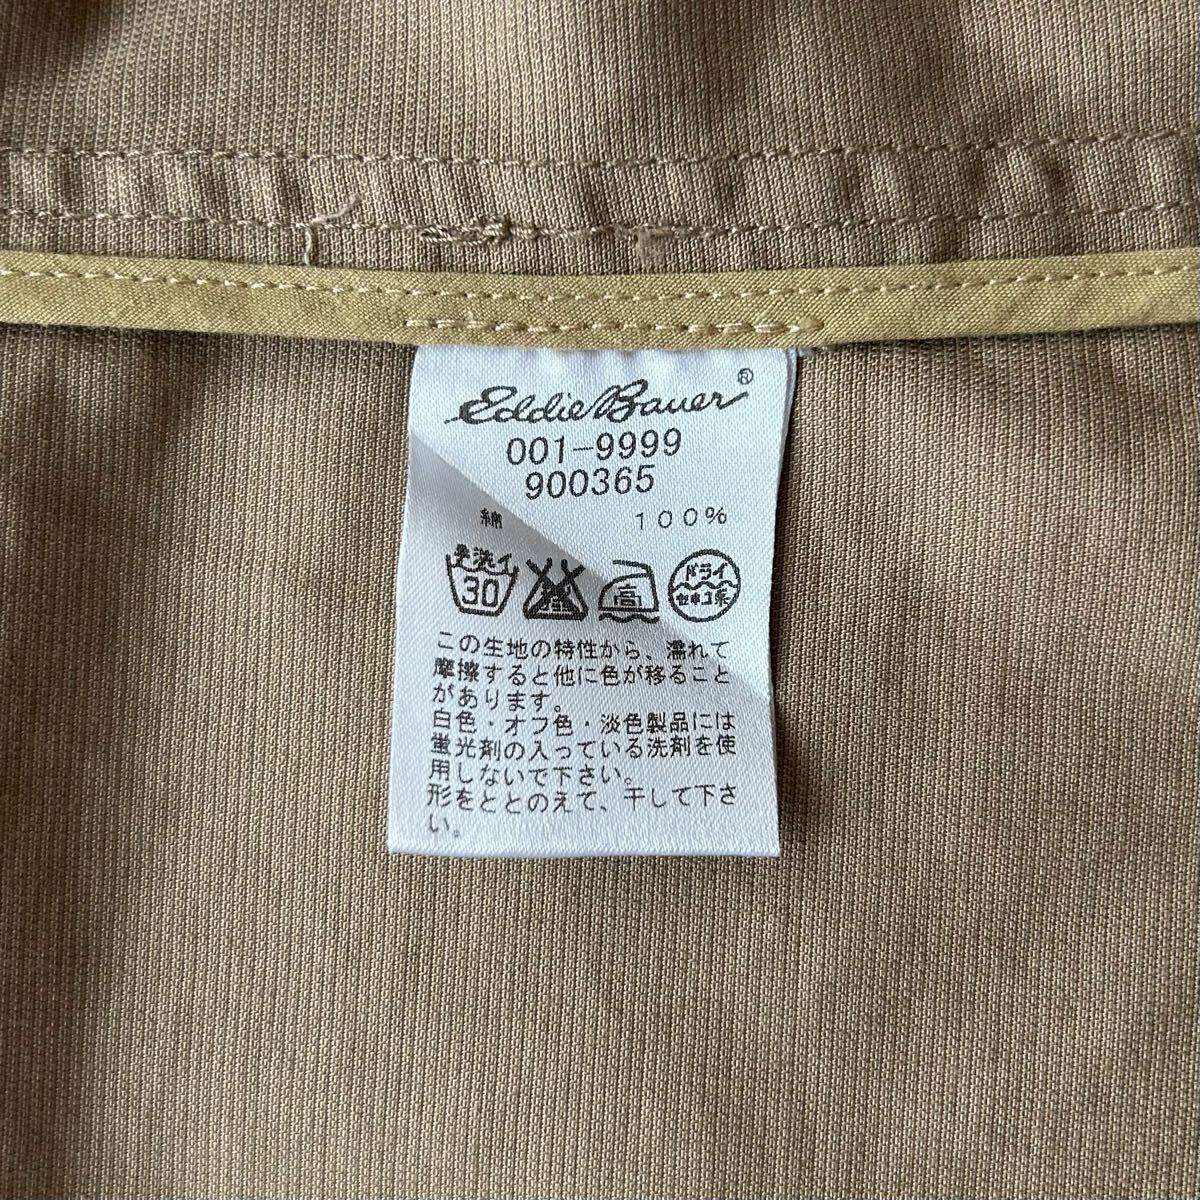 Eddie Bauer®
001-9999
900365
綿 100%
手洗イ
30
高
ドライ
セキユ系
この生地の特性から、濡れて
摩擦すると他に色が移ること
があります。
白色・オフ色・淡色製品には
蛍光剤の入っている洗剤を使
用しないで下さい。
形をととのえて、干して下さ
い。